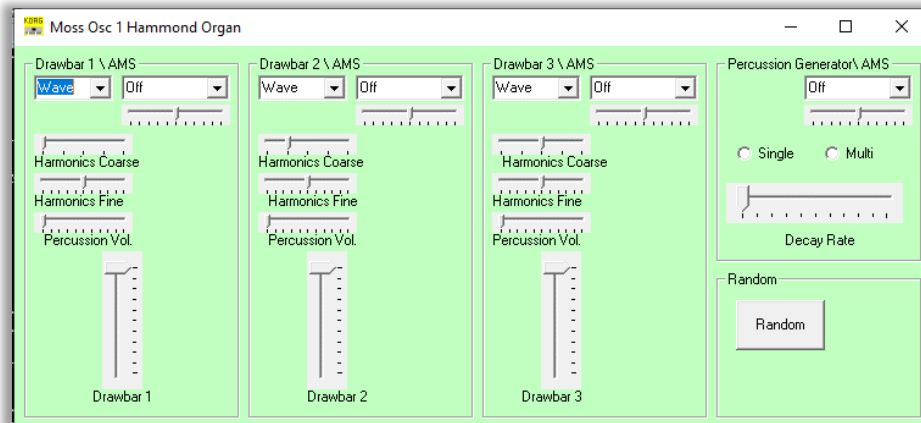 KORG Moss Osc 1 Hammond Organ
Drawbar 1 \ AMS
Wave Off
Harmonics Coarse
Harmonics Fine
Percussion Vol.
Drawbar 1
Drawbar 2 \ AMS
Wave Off
Harmonics Coarse
Harmonics Fine
Percussion Vol.
Drawbar 2
Drawbar 3 \ AMS
Wave Off
Harmonics Coarse
Harmonics Fine
Percussion Vol.
Drawbar 3
Percussion Generator\ AMS
Off
Single Multi
Decay Rate
Random
Random